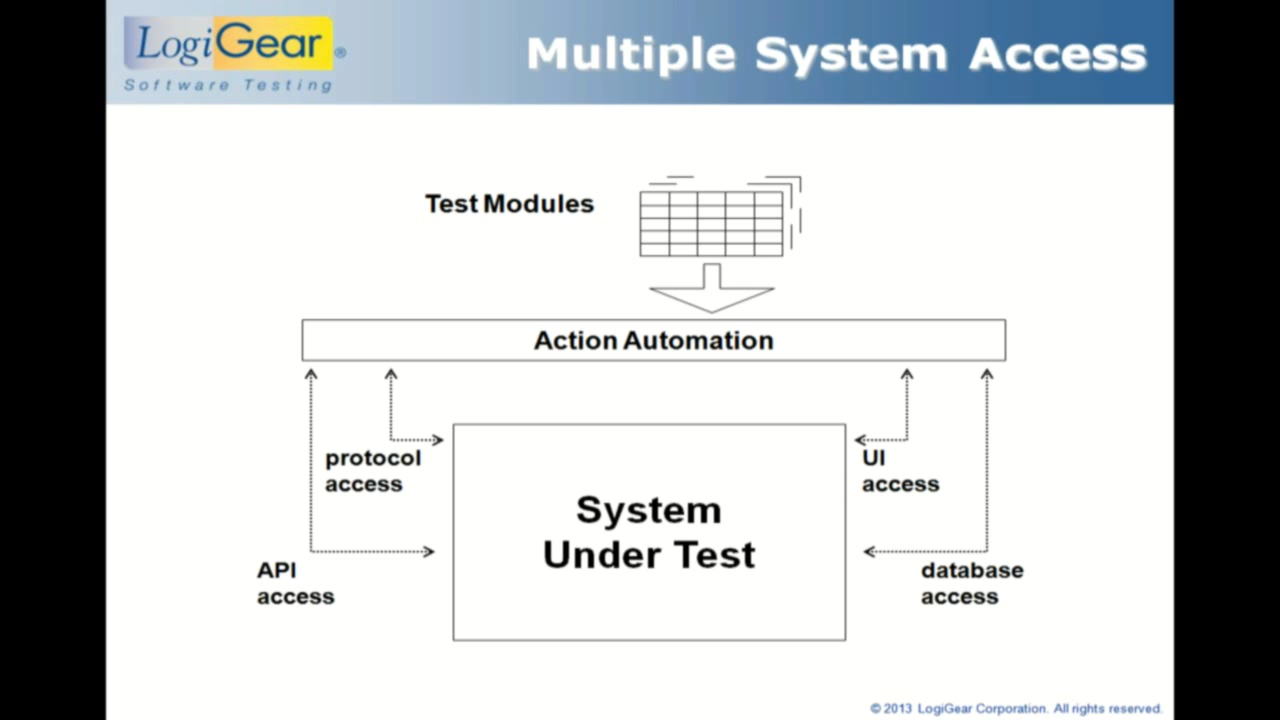 LogiGear ®
Software Testing
Multiple System Access
Test Modules
Action Automation
protocol
access
UI
access
System
Under Test
API
access
database
access
© 2013 LogiGear Corporation. All rights reserved.